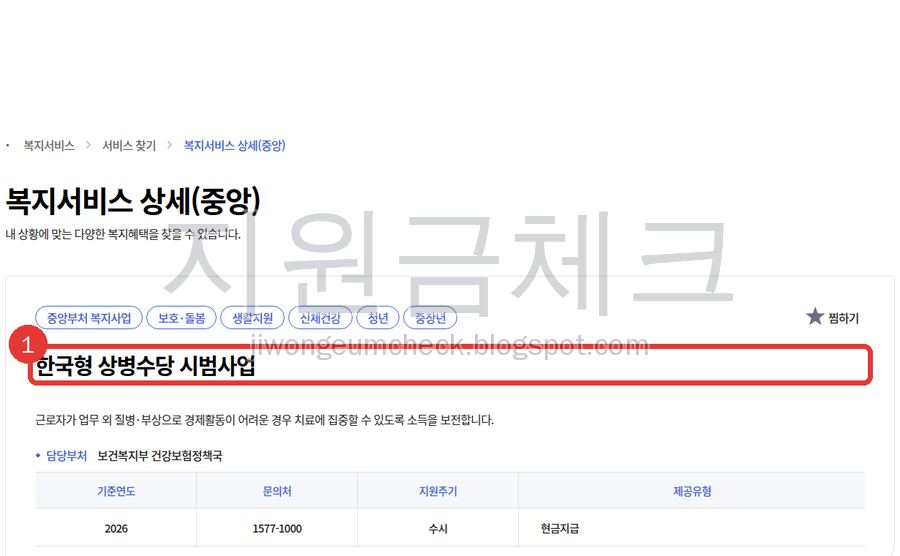 · 복지서비스 > 서비스 찾기 > 복지서비스 상세(중앙)
복지서비스 상세(중앙)
내 상황에 맞는 다양한 복지혜택을 찾을 수 있습니다.
지원금체크
중앙부처 복지사업 보호·돌봄 생활지원 신체건강 청년 중장년 찜하기
jiwongeumcheck.blogspot.com
1
한국형 상병수당 시범사업
근로자가 업무 외 질병·부상으로 경제활동이 어려운 경우 치료에 집중할 수 있도록 소득을 보전합니다.
담당부처 보건복지부 건강보험정책국
기준연도 문의처 지원주기 제공유형
2026 1577-1000 수시 현금지급